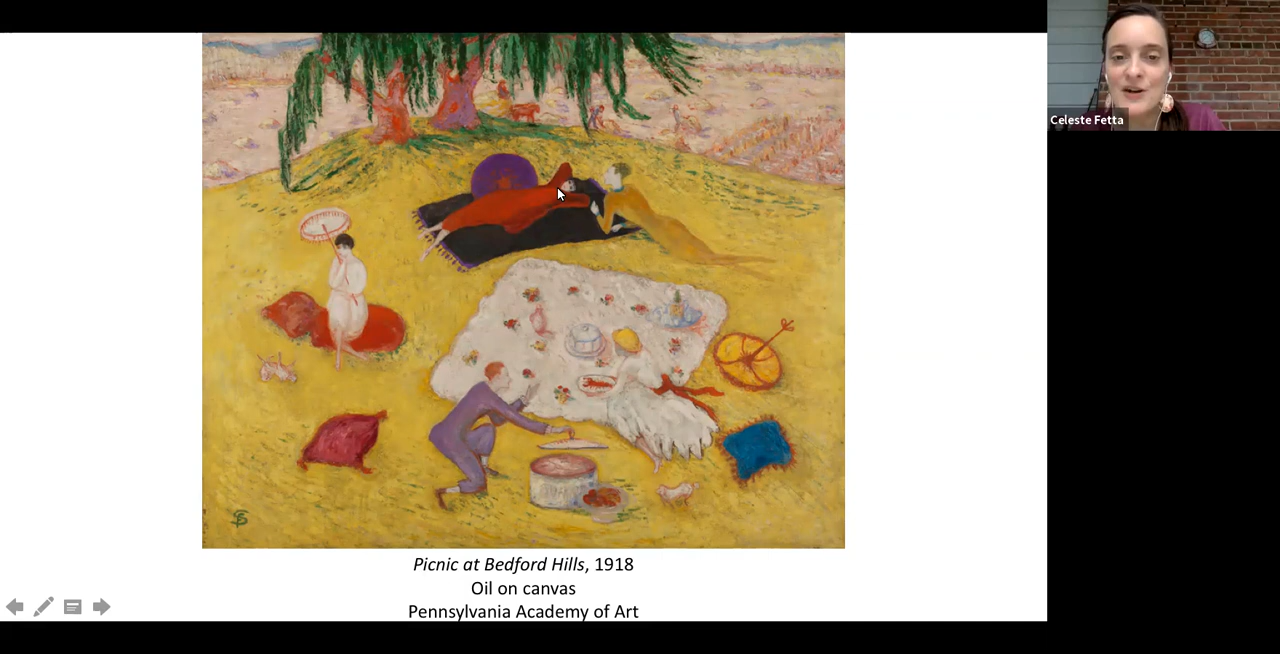 Celeste Fetta
Picnic at Bedford Hills, 1918
Oil on canvas
Pennsylvania Academy of Art